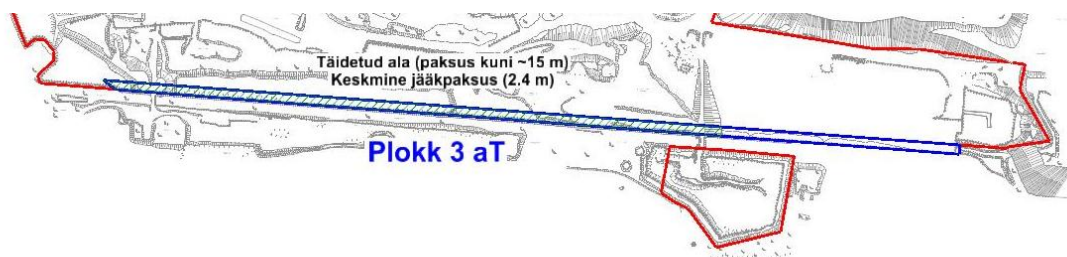 Täidetud ala (paksus kuni ~15 m)
Keskmine jääkpaksus (2,4 m)
Plokk 3 aT